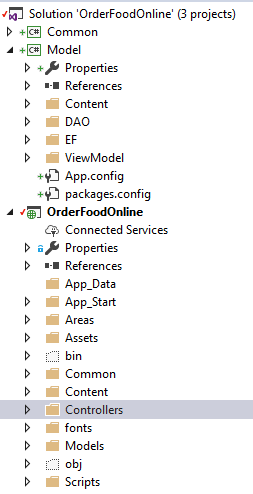 Solution 'OrderFoodOnline' (3 projects)
C# Common
C# Model
Properties
References
Content
DAO
EF
ViewModel
App.config
packages.config
OrderFoodOnline
Connected Services
Properties
References
App_Data
App_Start
Areas
Assets
bin
Common
Content
Controllers
fonts
Models
obj
Scripts